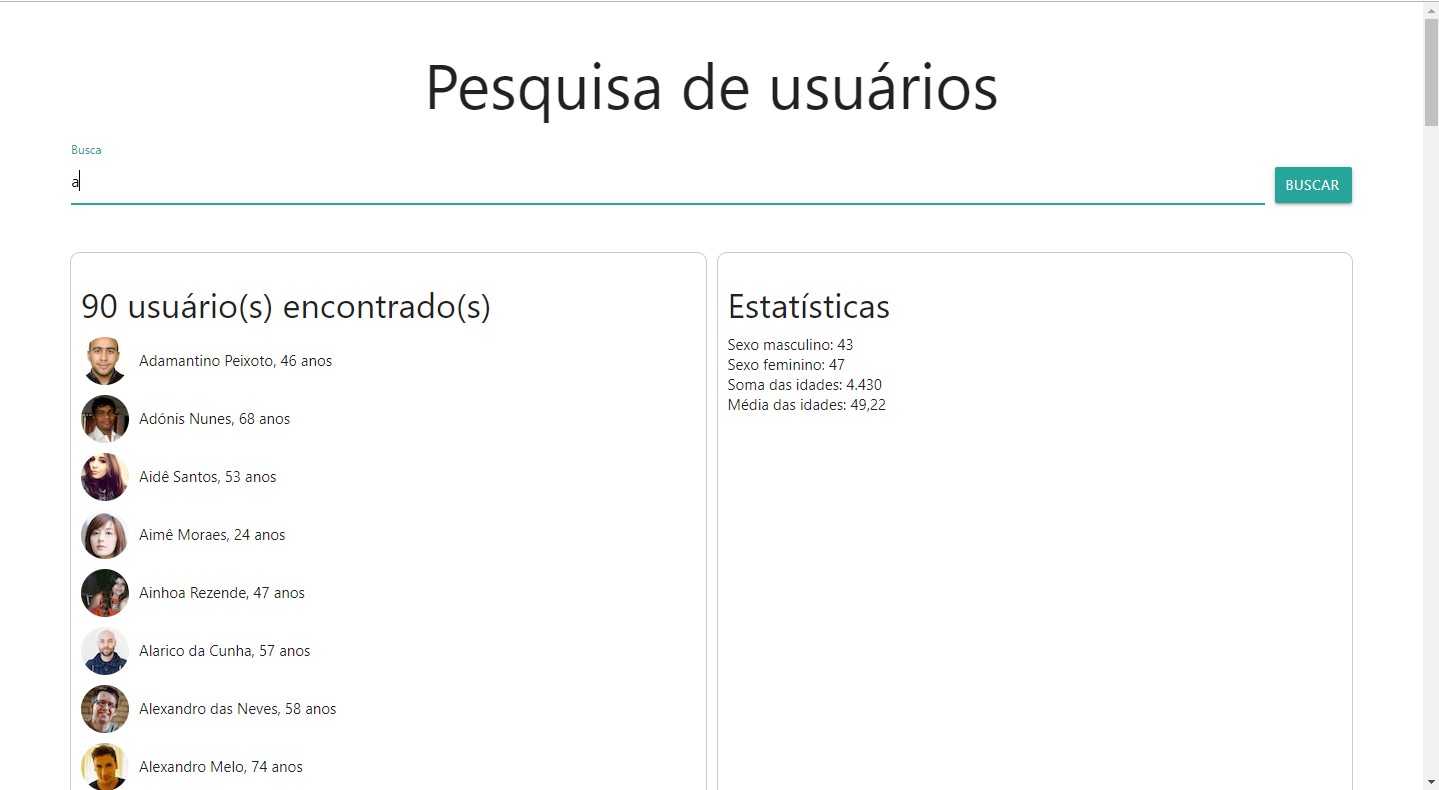 Pesquisa de usuários
Busca
a
BUSCAR
90 usuário(s) encontrado(s)
Adamantino Peixoto, 46 anos
Adónis Nunes, 68 anos
Aidê Santos, 53 anos
Aimê Moraes, 24 anos
Ainhoa Rezende, 47 anos
Alarico da Cunha, 57 anos
Alexandro das Neves, 58 anos
Alexandro Melo, 74 anos
Estatísticas
Sexo masculino: 43
Sexo feminino: 47
Soma das idades: 4.430
Média das idades: 49,22